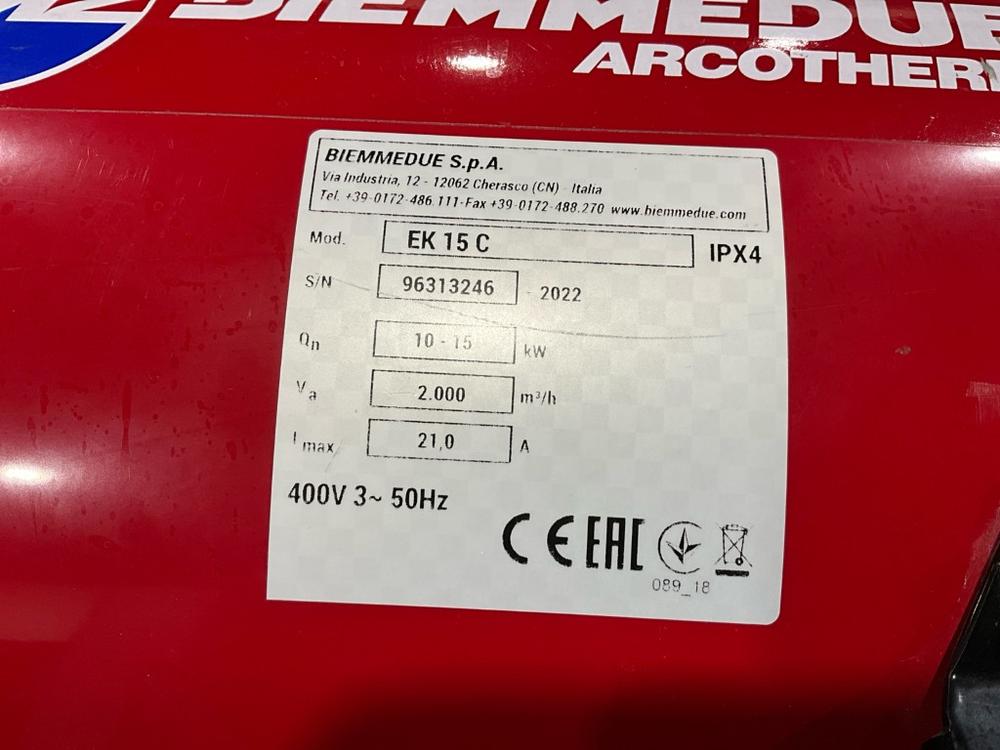 BIEMMEDUE
ARCOTHERM
BIEMMEDUE S.p.A.
Via Industria, 12 - 12062 Cherasco (CN) - Italia
Tel. +39-0172-486.111-Fax +39-0172-488.270 www.biemmedue.com
Mod. EK 15 C IPX4
S/N 96313246 - 2022
Qn 10 - 15 kW
Va 2.000 m³/h
I max 21,0 A
400V 3~ 50Hz
CE EAC
089_18